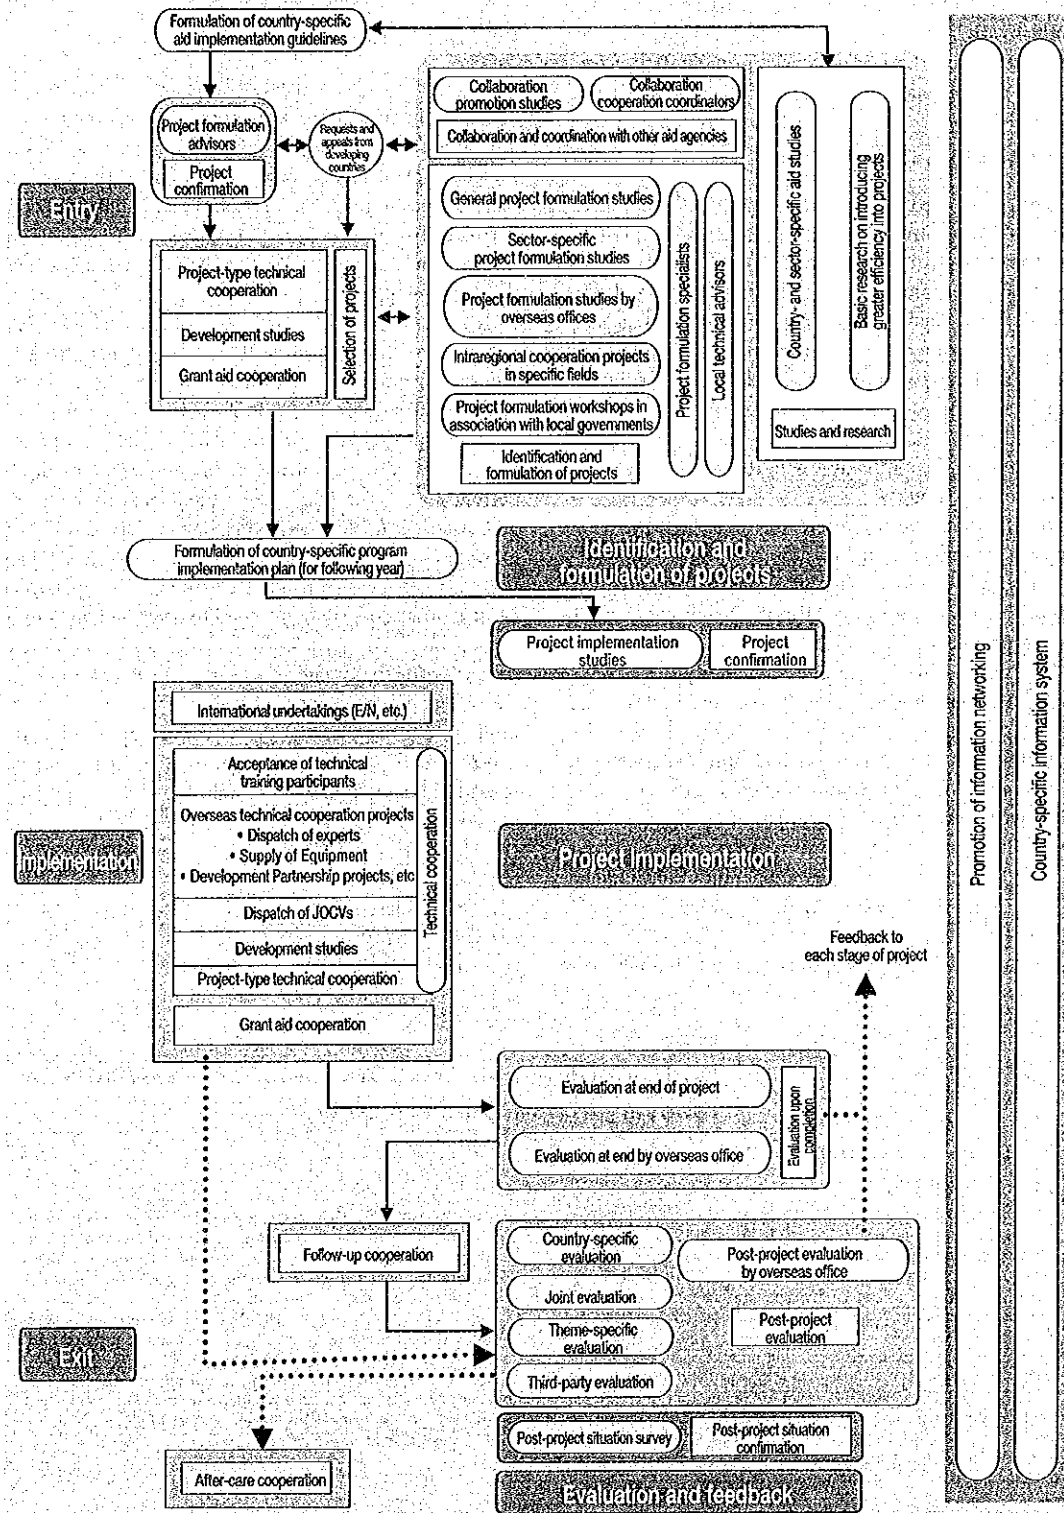 Formulation of country-specific
aid implementation guidelines
Project formulation
advisors
Project
confirmation
Requests and
appeals from
developing
countries
Collaboration
promotion studies
Collaboration
cooperation coordinators
Collaboration and coordination with other aid agencies
Entry
Project-type technical
cooperation
Development studies
Grant aid cooperation
Selection of projects
General project formulation studies
Sector-specific
project formulation studies
Project formulation studies by
overseas offices
Intraregional cooperation projects
in specific fields
Project formulation workshops in
association with local governments
Identification and
formulation of projects
Project formulation specialists
Local technical advisors
Country- and sector-specific aid studies
Basic research on introducing
greater efficiency into projects
Studies and research
Formulation of country-specific program
implementation plan (for following year)
Identification and
formulation of projects
Project implementation
studies
Project
confirmation
International undertakings (E/N, etc.)
Acceptance of technical
training participants
Overseas technical cooperation projects
• Dispatch of experts
• Supply of Equipment
• Development Partnership projects, etc
Dispatch of JOCVs
Development studies
Project-type technical cooperation
Technical cooperation
Grant aid cooperation
Implementation
Project Implementation
Feedback to
each stage of project
Evaluation at end of project
Evaluation at end by overseas office
Evaluation upon
completion
Follow-up cooperation
Country-specific
evaluation
Joint evaluation
Theme-specific
evaluation
Third-party evaluation
Post-project evaluation
by overseas office
Post-project
evaluation
Exit
Post-project situation survey
Post-project situation
confirmation
After-care cooperation
Evaluation and feedback
Promotion of information networking
Country-specific information system